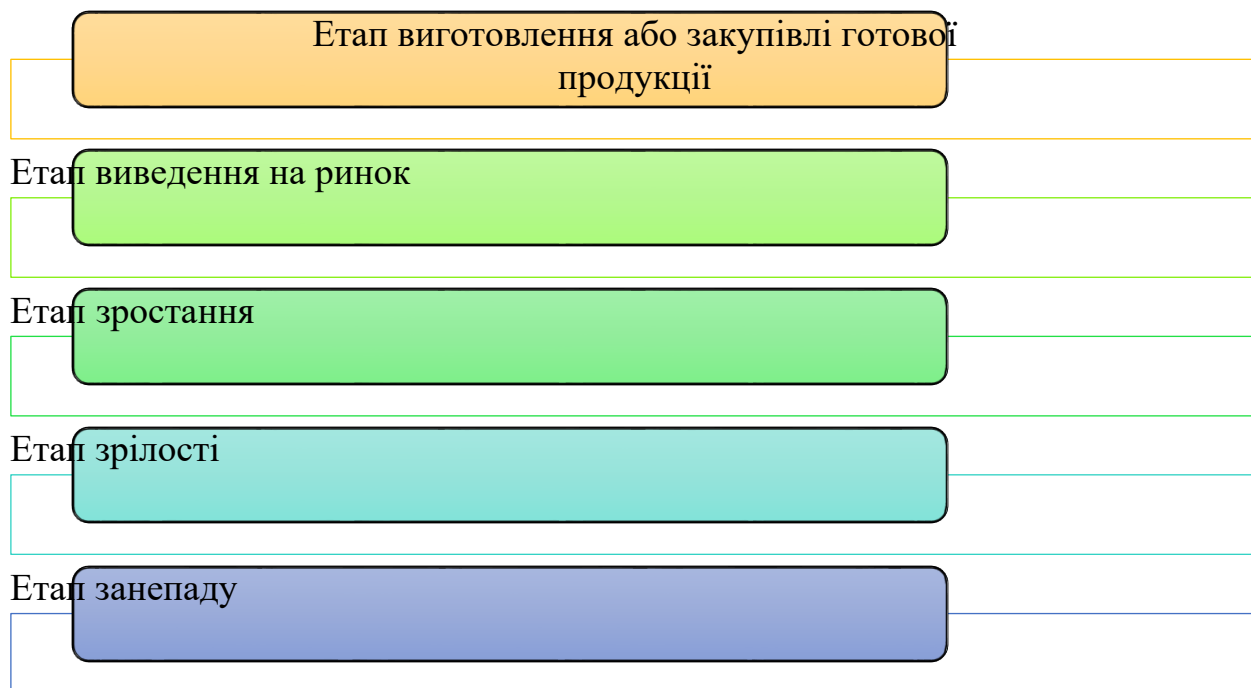 Етап виготовлення або закупівлі готової
продукції
Етап виведення на ринок
Етап зростання
Етап зрілості
Етап занепаду